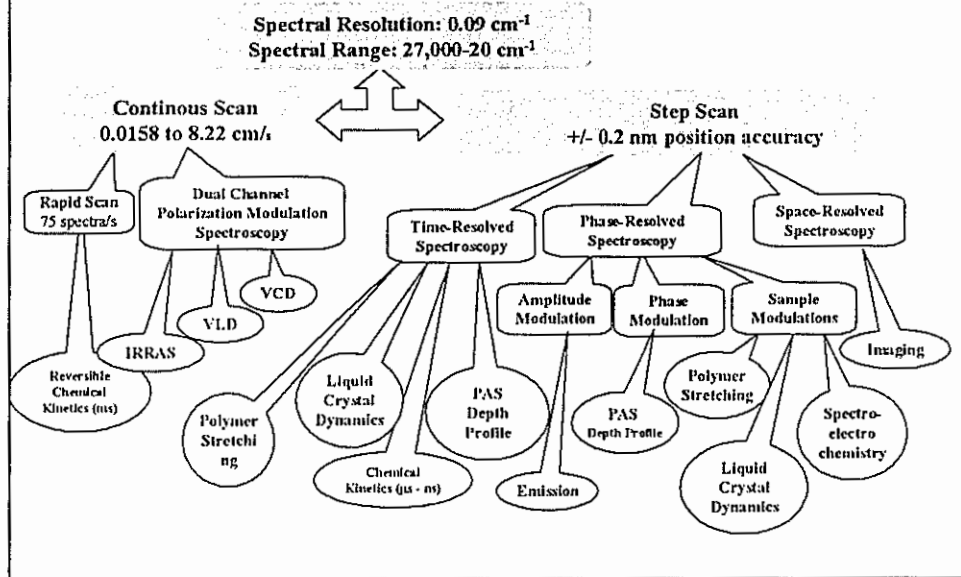 Spectral Resolution: 0.09 cm-1
Spectral Range: 27,000-20 cm-1
Continous Scan
0.0158 to 8.22 cm/s
Step Scan
+/- 0.2 nm position accuracy
Rapid Scan
75 spectra/s
Dual Channel
Polarization Modulation
Spectroscopy
Time-Resolved
Spectroscopy
Phase-Resolved
Spectroscopy
Space-Resolved
Spectroscopy
VCD
VLD
IRRAS
Reversible
Chemical
Kinetics (ms)
Amplitude
Modulation
Phase
Modulation
Sample
Modulations
Imaging
Polymer
Stretchi
ng
Liquid
Crystal
Dynamics
Chemical
Kinetics (µs - ns)
PAS
Depth
Profile
Emission
PAS
Depth Profile
Polymer
Stretching
Liquid
Crystal
Dynamics
Spectro-
electro
chemistry